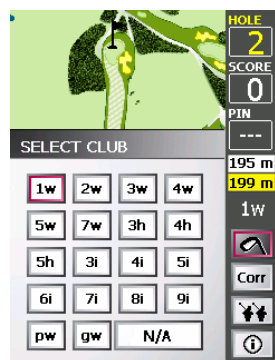 HOLE
2
SCORE
0
PIN
---
195 m
199 m
1w
Corr
SELECT CLUB
1w 2w 3w 4w
5w 7w 3h 4h
5h 3i 4i 5i
6i 7i 8i 9i
pw gw N/A